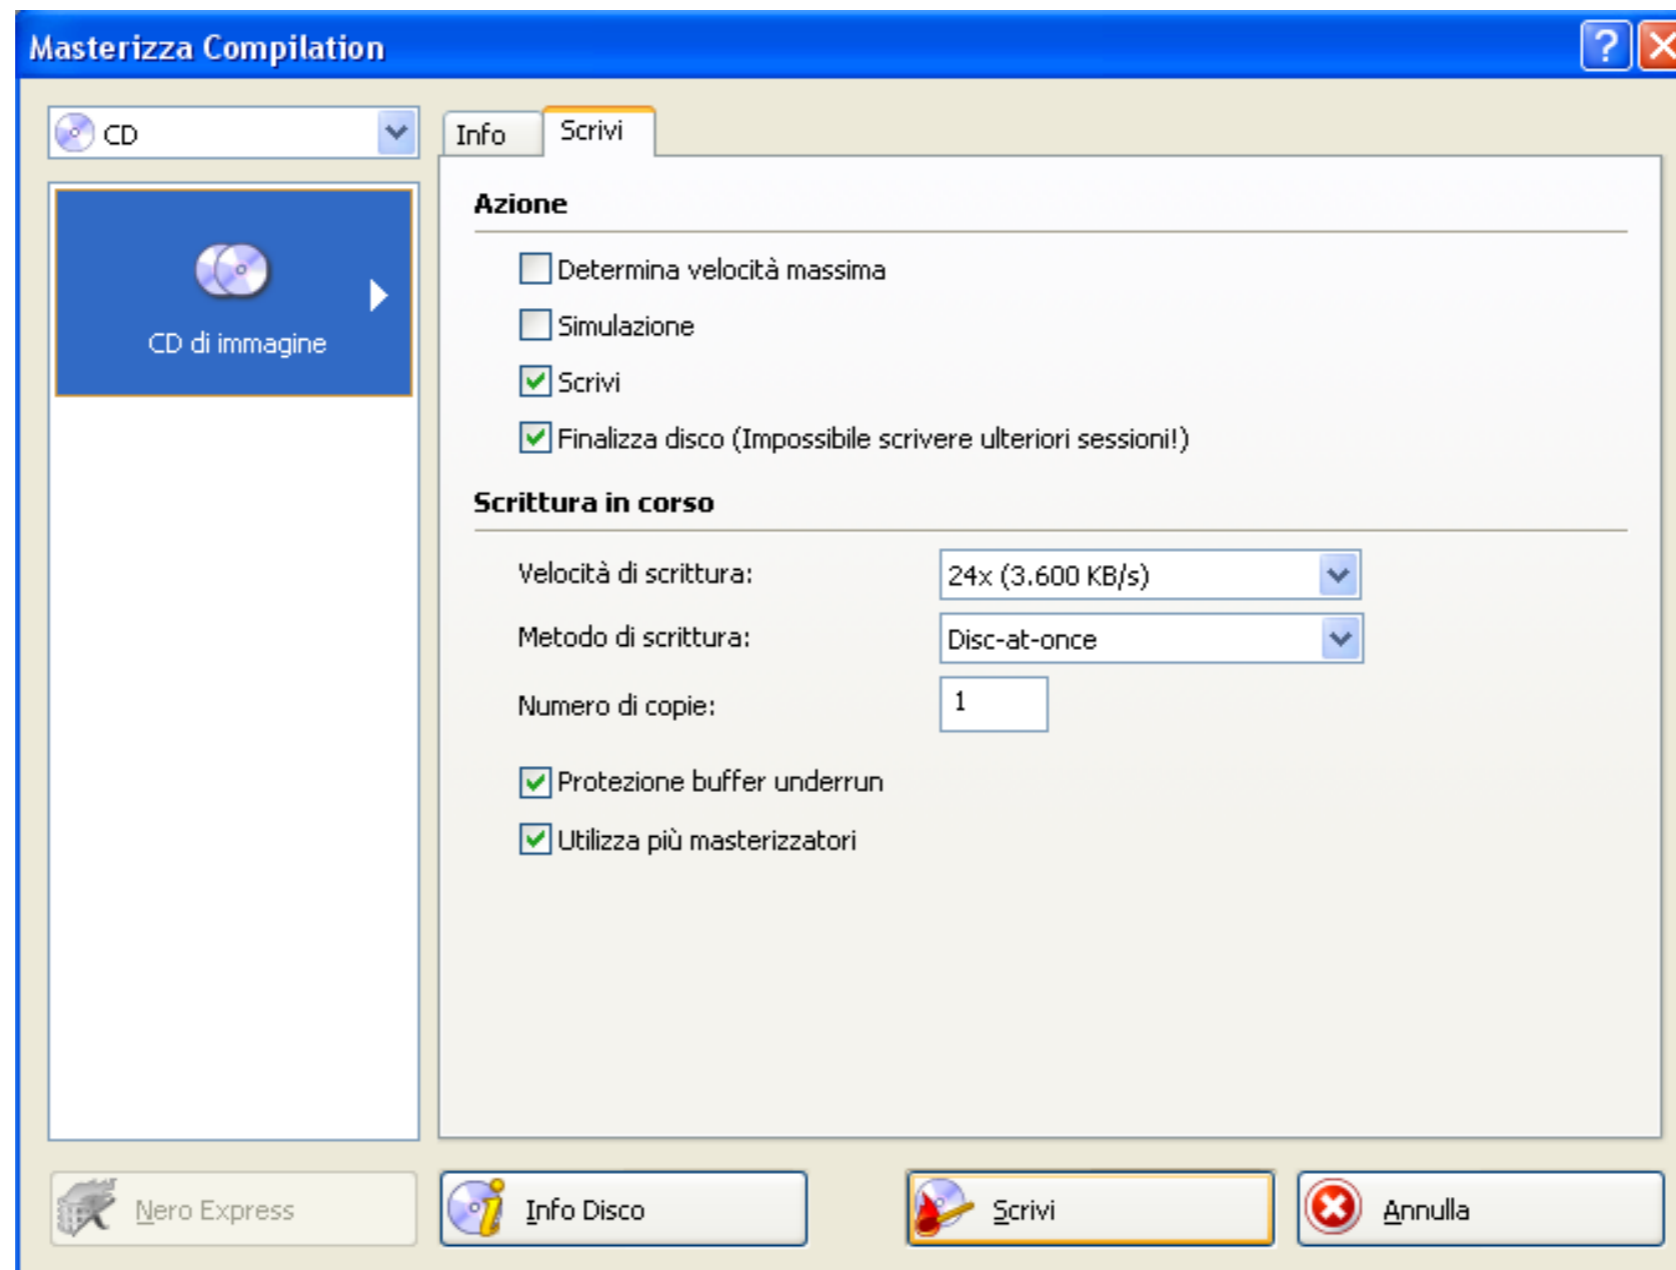 Masterizza Compilation
CD
Info
Scrivi
CD di immagine
Azione
Determina velocità massima
Simulazione
Scrivi
Finalizza disco (Impossibile scrivere ulteriori sessioni!)
Scrittura in corso
Velocità di scrittura:
24x (3.600 KB/s)
Metodo di scrittura:
Disc-at-once
Numero di copie:
1
Protezione buffer underrun
Utilizza più masterizzatori
Nero Express
Info Disco
Scrivi
Annulla